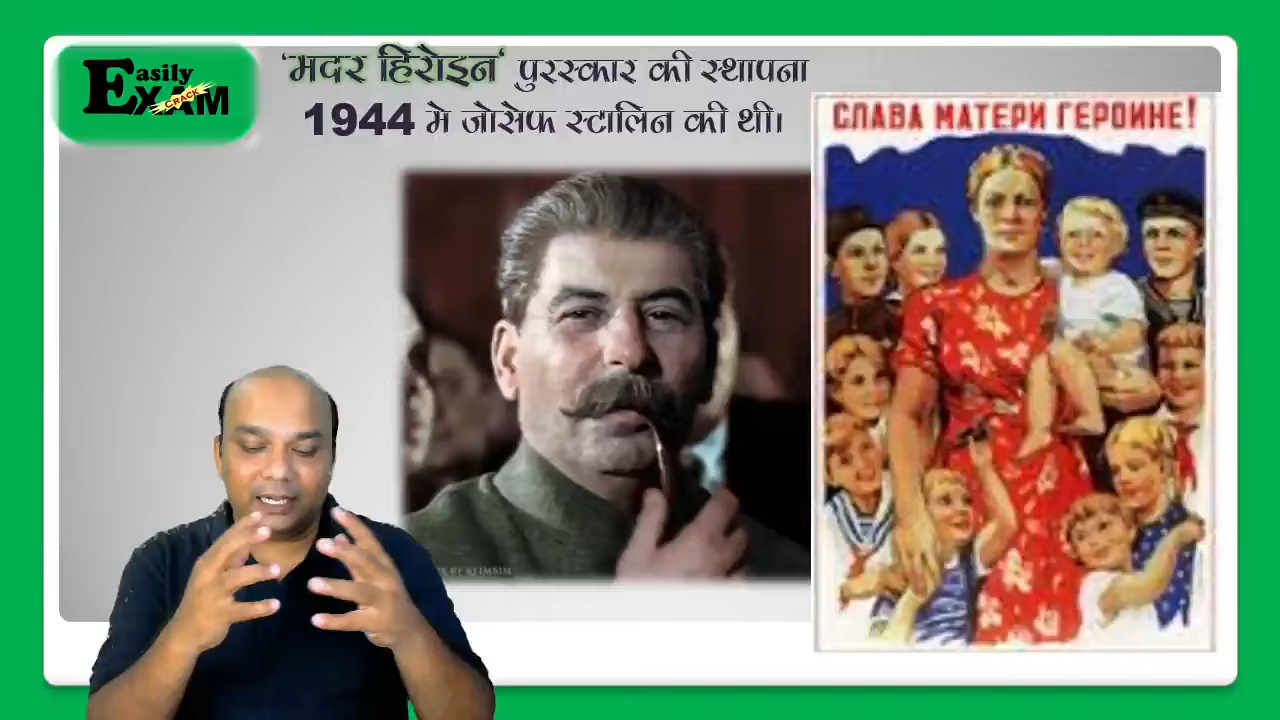 Easily
EXAM
CRACK
‘मदर हिरोइन‘ पुरस्कार की स्थापना
1944 मे जोसेफ स्टालिन की थी।
СЛАВА МАТЕРИ ГЕРОИНЕ!